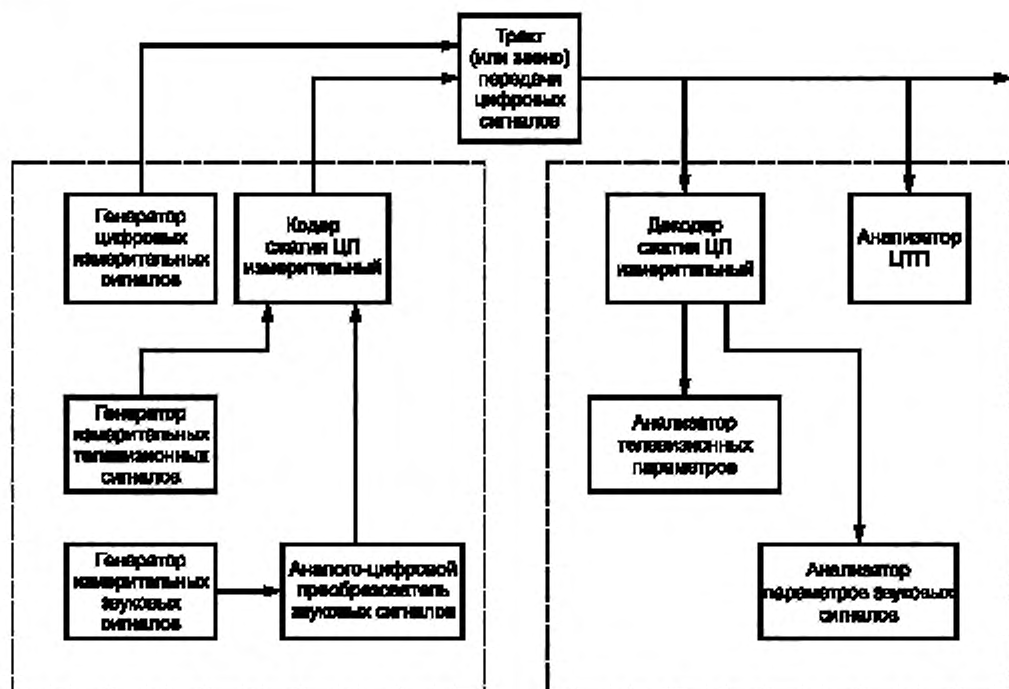 Тракт
(или звено)
передачи
цифровых
сигналов
Генератор
цифровых
измерительных
сигналов
Кодер
сжатия ЦП
измерительный
Декодер
сжатия ЦП
измерительный
Анализатор
ЦТП
Генератор
измерительных
телевизионных
сигналов
Анализатор
телевизионных
параметров
Генератор
измерительных
звуковых
сигналов
Аналого-цифровой
преобразователь
звуковых сигналов
Анализатор
параметров звуковых
сигналов